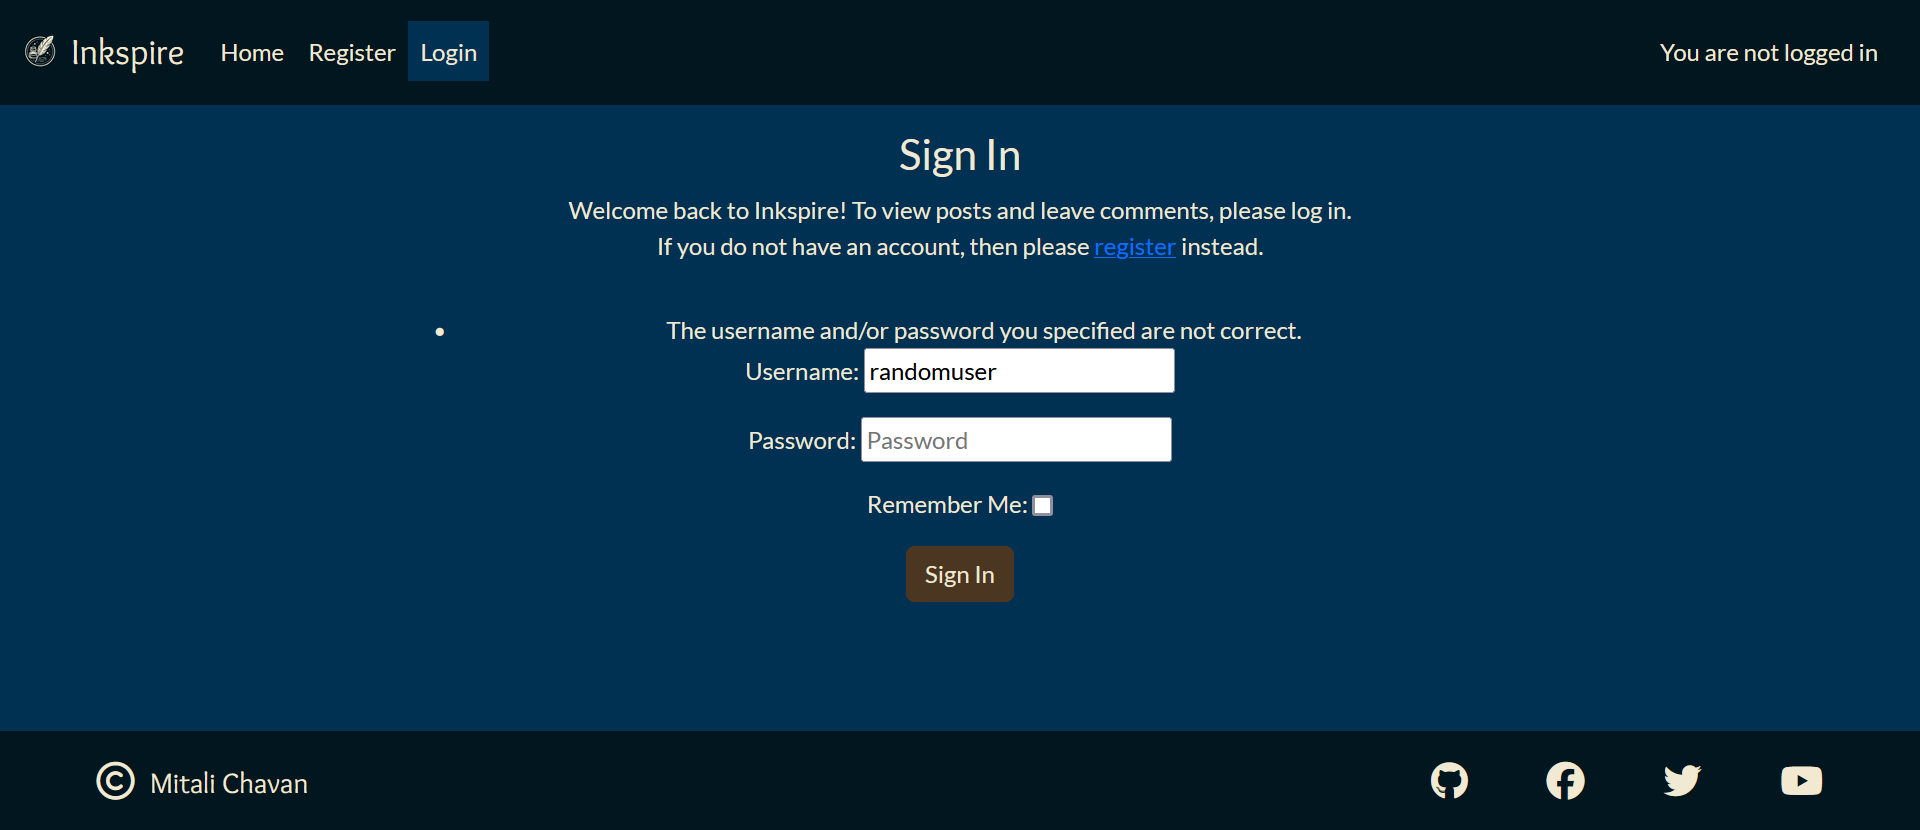 Inkspire Home Register Login You are not logged in
Sign In
Welcome back to Inkspire! To view posts and leave comments, please log in.
If you do not have an account, then please register instead.
• The username and/or password you specified are not correct.
Username: randomuser
Password: Password
Remember Me:
Sign In
© Mitali Chavan